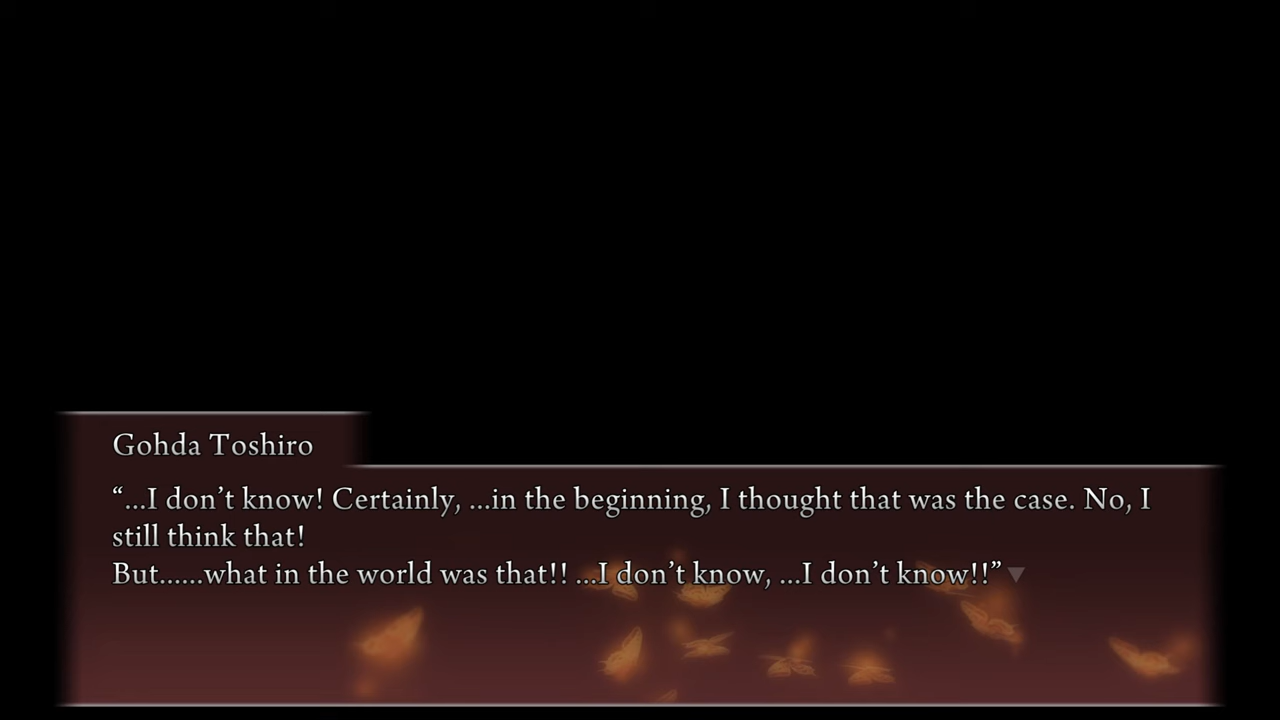 Gohda Toshiro
“...I don’t know! Certainly, ...in the beginning, I thought that was the case. No, I
still think that!
But......what in the world was that!! ...I don’t know, ...I don’t know!!”